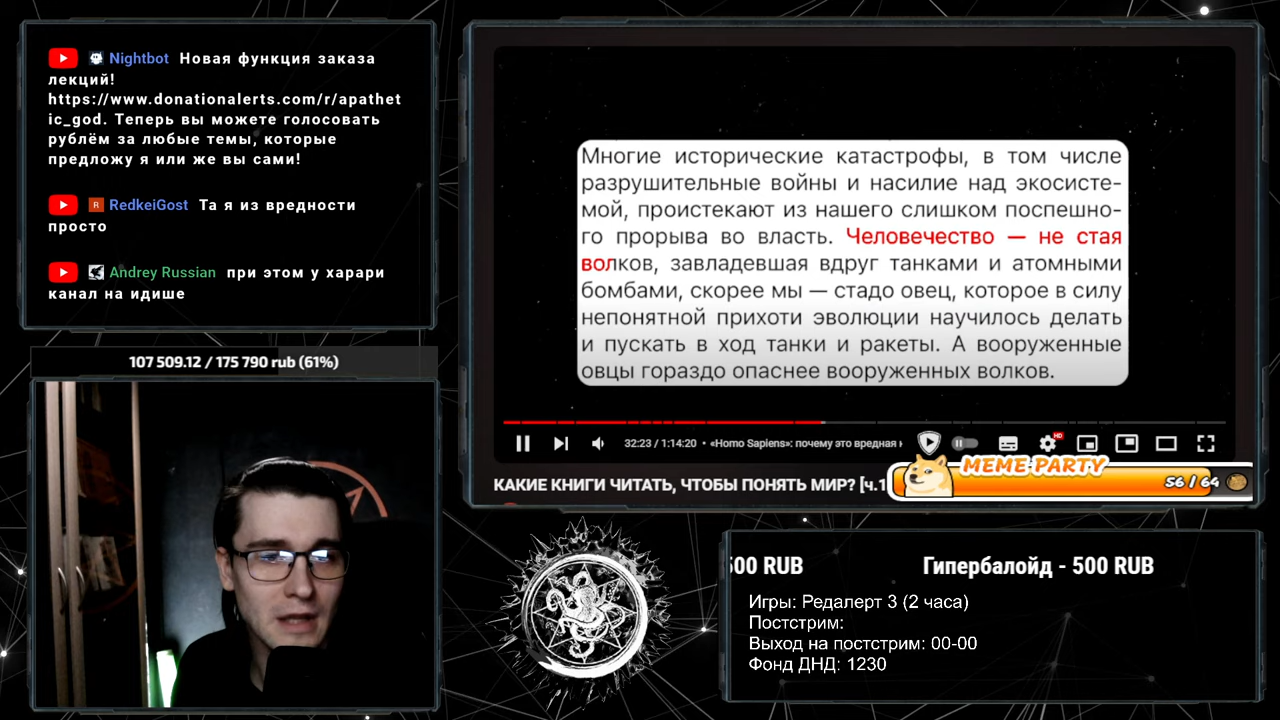 Nightbot Новая функция заказа
лекций!
https://www.donationalerts.com/r/apathet
ic_god. Теперь вы можете голосовать
рублём за любые темы, которые
предложу я или же вы сами!
R RedkeiGost Та я из вредности
просто
Andrey Russian при этом у харари
канал на идише
107 509.12 / 175 790 rub (61%)
Многие исторические катастрофы, в том числе
разрушительные войны и насилие над экосисте-
мой, проистекают из нашего слишком поспешно-
го прорыва во власть. Человечество — не стая
волков, завладевшая вдруг танками и атомными
бомбами, скорее мы — стадо овец, которое в силу
непонятной прихоти эволюции научилось делать
и пускать в ход танки и ракеты. А вооруженные
овцы гораздо опаснее вооруженных волков.
32:23 / 1:14:20 • «Homo Sapiens»: почему это вредная
HD
MEME PARTY
56 / 64
КАКИЕ КНИГИ ЧИТАТЬ, ЧТОБЫ ПОНЯТЬ МИР? [ч.1
500 RUB Гипербалойд - 500 RUB
Игры: Редалерт 3 (2 часа)
Постстрим:
Выход на постстрим: 00-00
Фонд ДНД: 1230